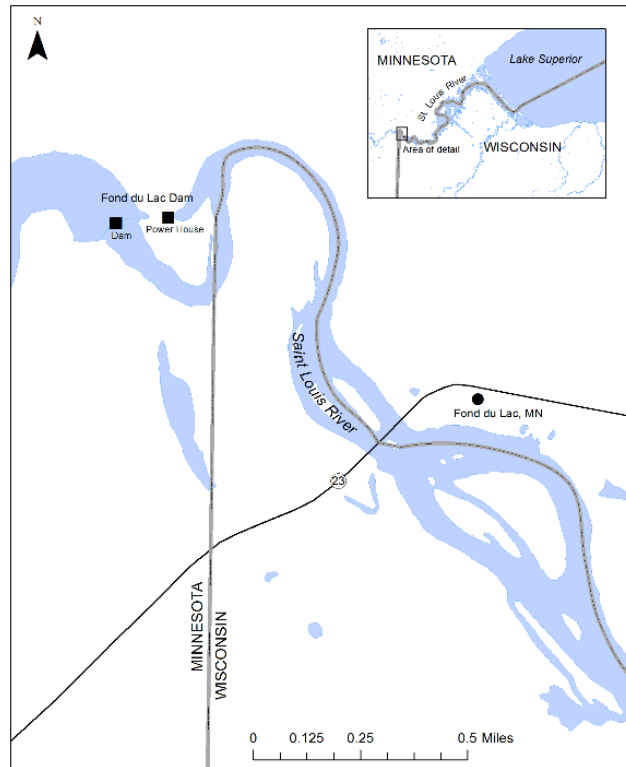 N
MINNESOTA
Lake Superior
St. Louis River
WISCONSIN
Area of detail
Fond du Lac Dam
Dam
Power House
Saint Louis River
Fond du Lac, MN
23
MINNESOTA
WISCONSIN
0 0.125 0.25 0.5 Miles